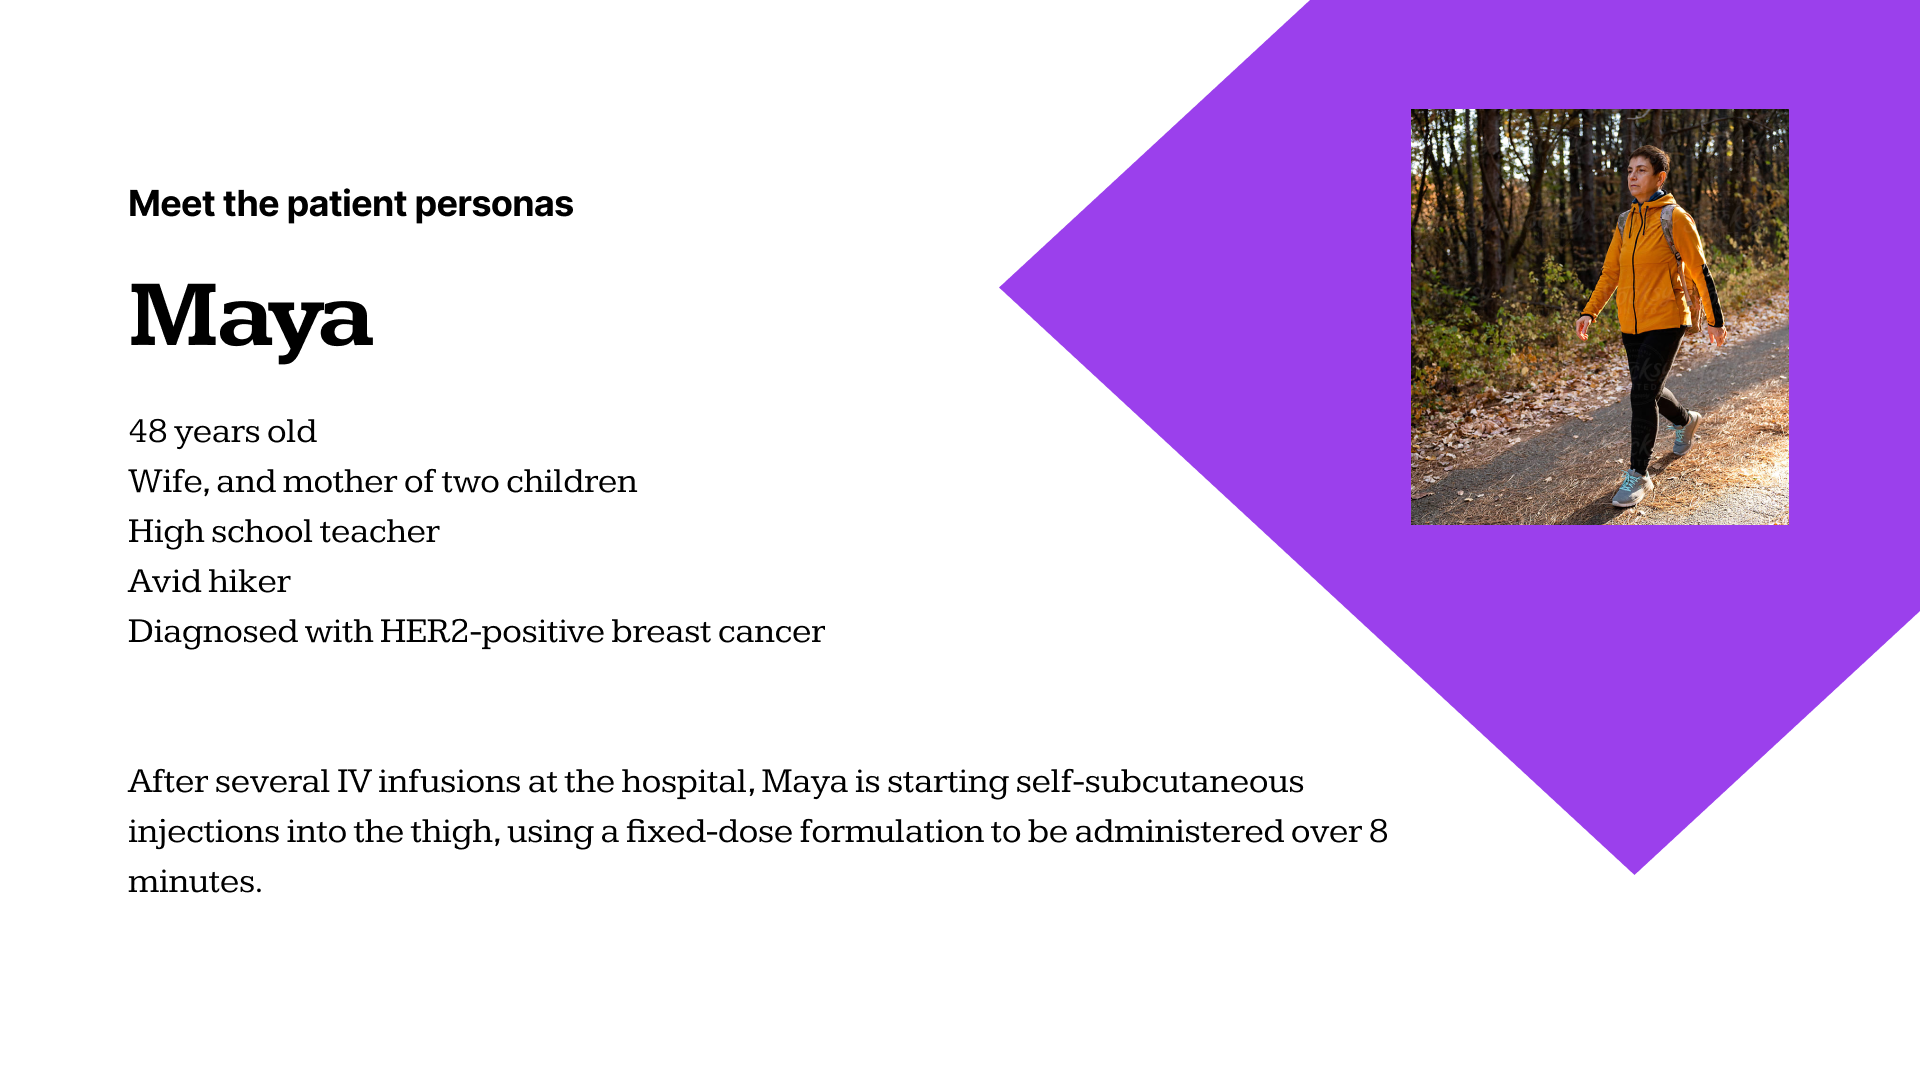 Meet the patient personas
Maya
48 years old
Wife, and mother of two children
High school teacher
Avid hiker
Diagnosed with HER2-positive breast cancer
After several IV infusions at the hospital, Maya is starting self-subcutaneous
injections into the thigh, using a fixed-dose formulation to be administered over 8
minutes.